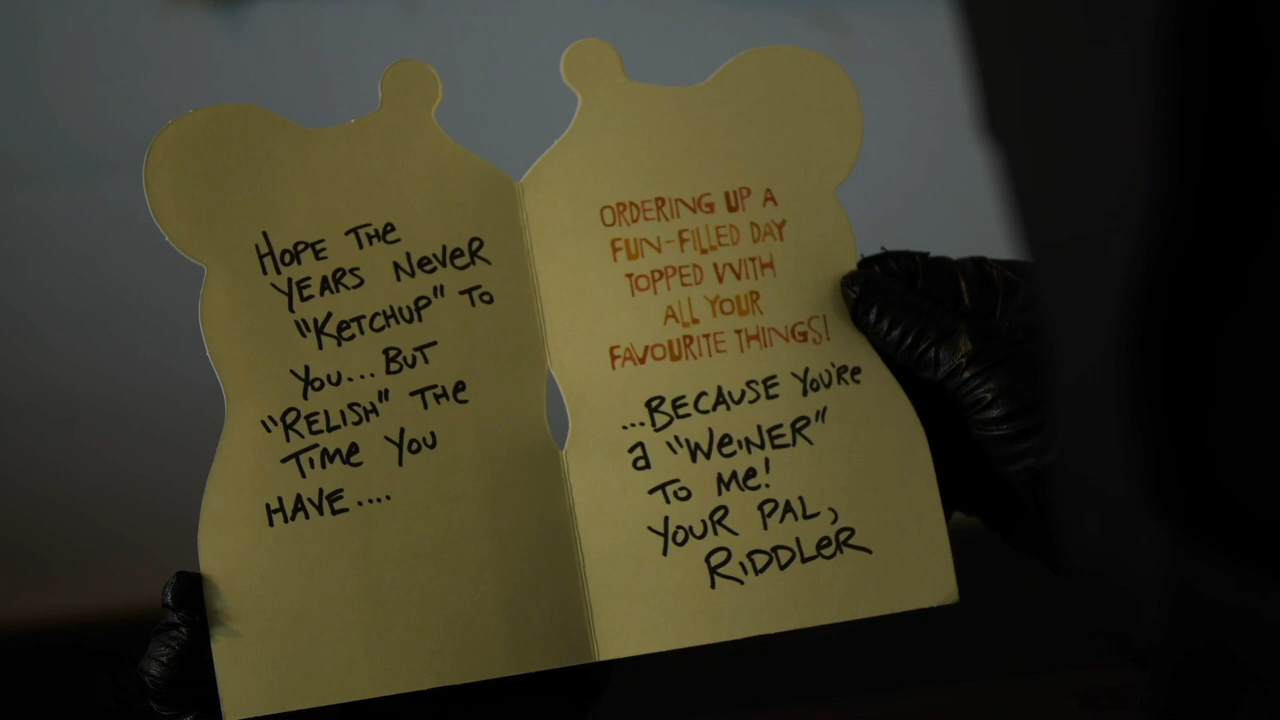 HOPE THE
YEARS NEVER
"KETCHUP" TO
YOU... BUT
"RELISH" THE
TIME YOU
HAVE....
ORDERING UP A
FUN-FILLED DAY
TOPPED WITH
ALL YOUR
FAVOURITE THINGS!
...BECAUSE YOU'RE
a "WEINER"
TO ME!
YOUR PAL,
RIDDLER